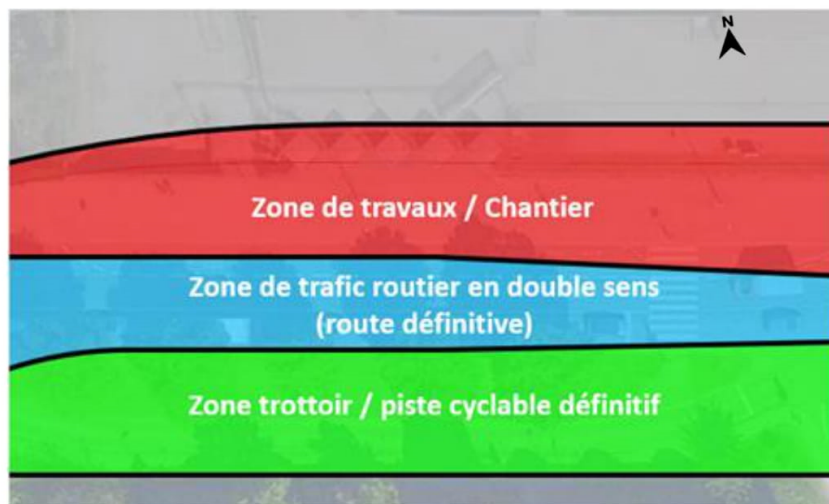 N
Zone de travaux / Chantier
Zone de trafic routier en double sens
(route définitive)
Zone trottoir / piste cyclable définitif